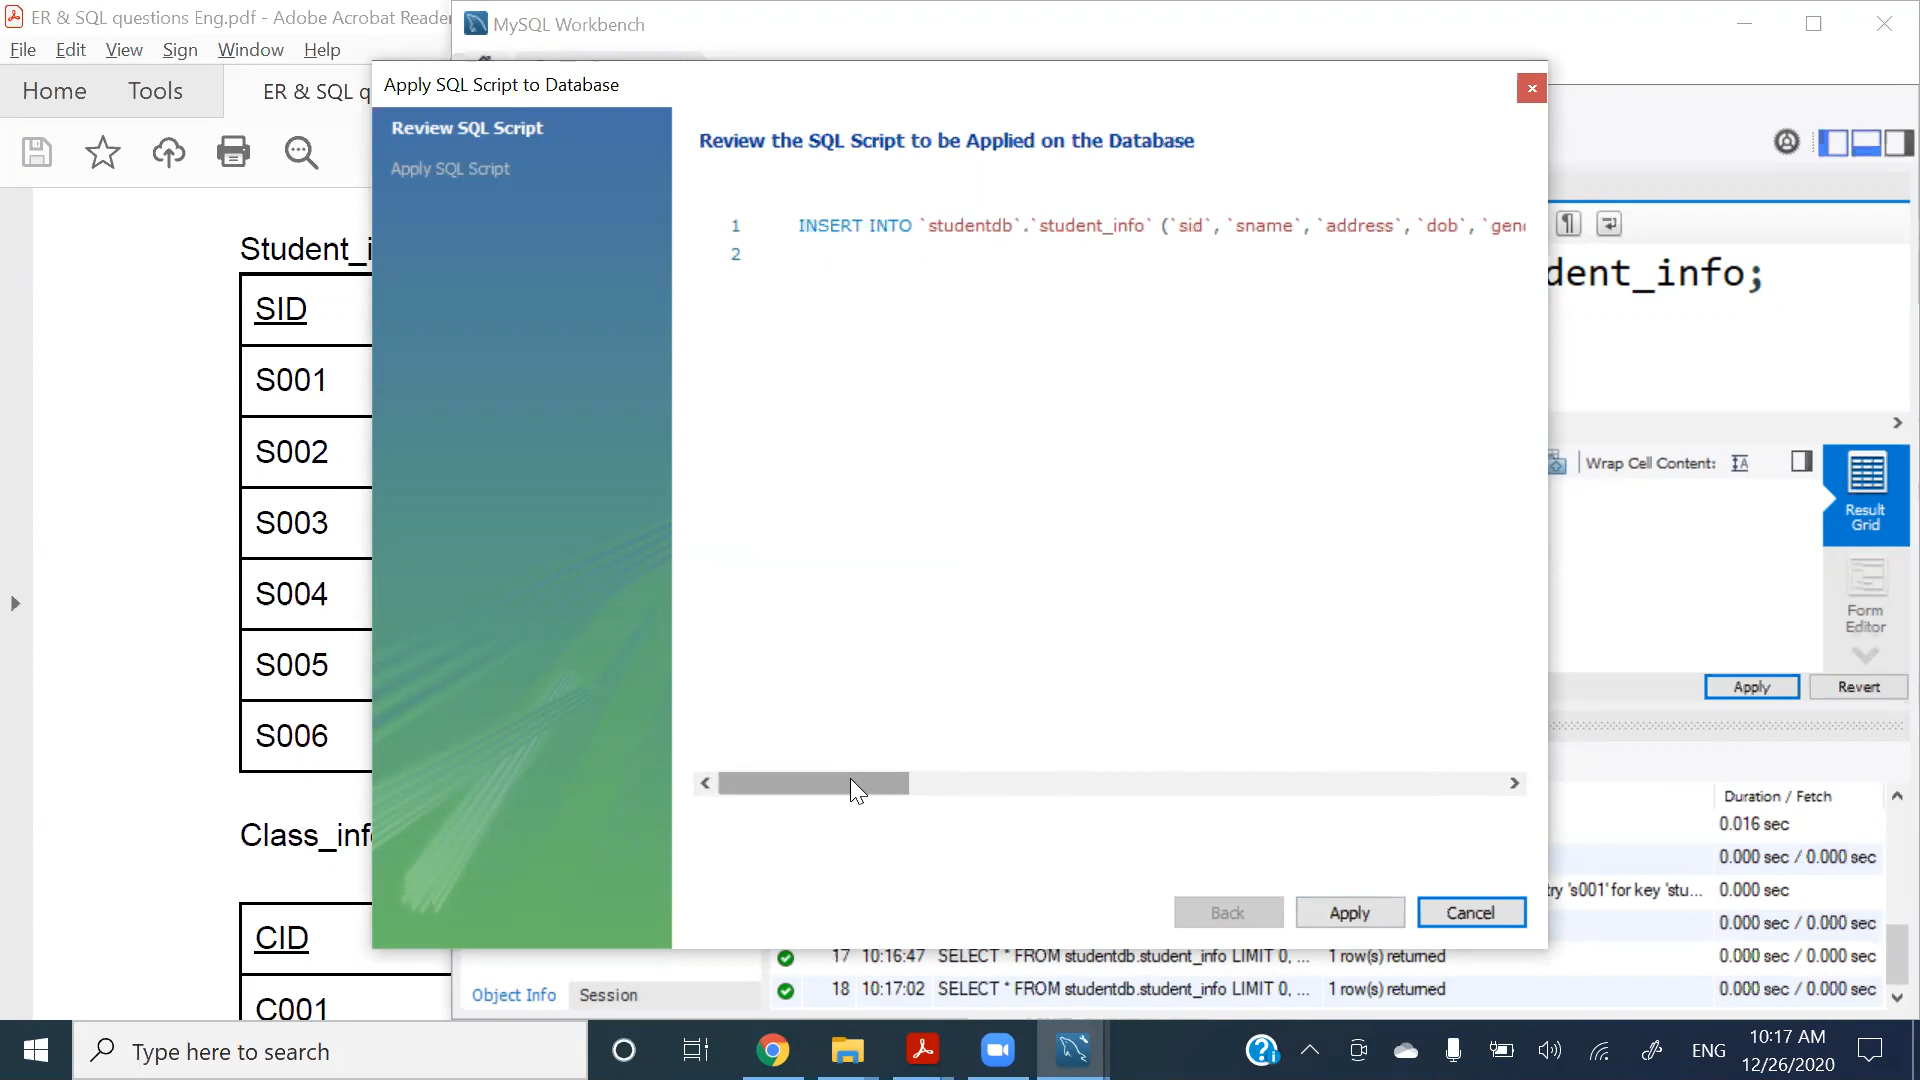 ER & SQL questions Eng.pdf - Adobe Acrobat Reade
MySQL Workbench
File Edit View Sign Window Help
Home Tools ER & SQL q
Apply SQL Script to Database
Review SQL Script
Apply SQL Script
Review the SQL Script to be Applied on the Database
1 INSERT INTO `studentdb`.`student_info` (`sid`, `sname`, `address`, `dob`, `gen
2
Student_i
SID
S001
S002
S003
S004
S005
S006
Class_inf
CID
C001
dent_info;
Wrap Cell Content: IA
Result
Grid
Form
Editor
Apply Revert
Back Apply Cancel
Duration / Fetch
0.016 sec
0.000 sec / 0.000 sec
try 's001' for key 'stu... 0.000 sec
0.000 sec / 0.000 sec
17 10:16:47 SELECT * FROM studentdb.student_info LIMIT 0, ... 1 row(s) returned 0.000 sec / 0.000 sec
18 10:17:02 SELECT * FROM studentdb.student_info LIMIT 0, ... 1 row(s) returned 0.000 sec / 0.000 sec
Object Info Session
Type here to search
ENG
10:17 AM
12/26/2020